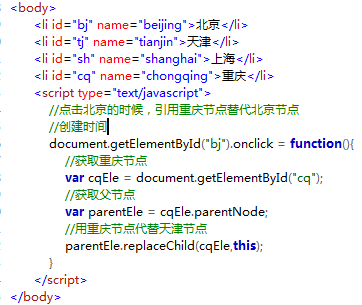 <body>
<li id="bj" name="beijing">北京</li>
<li id="tj" name="tianjin">天津</li>
<li id="sh" name="shanghai">上海</li>
<li id="cq" name="chongqing">重庆</li>
<script type="text/javascript">
//点击北京的时候，引用重庆节点替代北京节点
//创建时间
document.getElementById("bj").onclick = function(){
//获取重庆节点
var cqEle = document.getElementById("cq");
//获取父节点
var parentEle = cqEle.parentNode;
//用重庆节点代替天津节点
parentEle.replaceChild(cqEle,this);
}
</script>
</body>